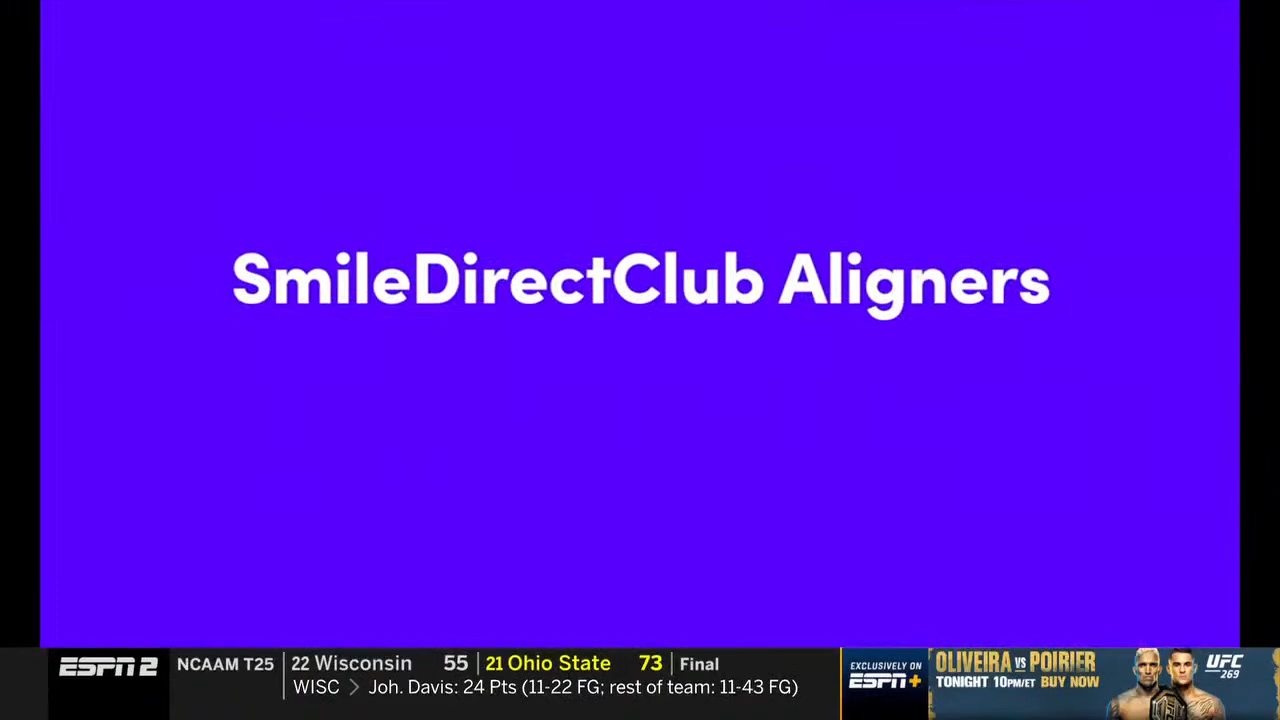 SmileDirectClub Aligners
ESPN2
NCAAM T25
22 Wisconsin 55
21 Ohio State 73
Final
WISC > Joh. Davis: 24 Pts (11-22 FG; rest of team: 11-43 FG)
EXCLUSIVELY ON
ESPN+
OLIVEIRA VS POIRIER
TONIGHT 10PM/ET BUY NOW
UFC
269